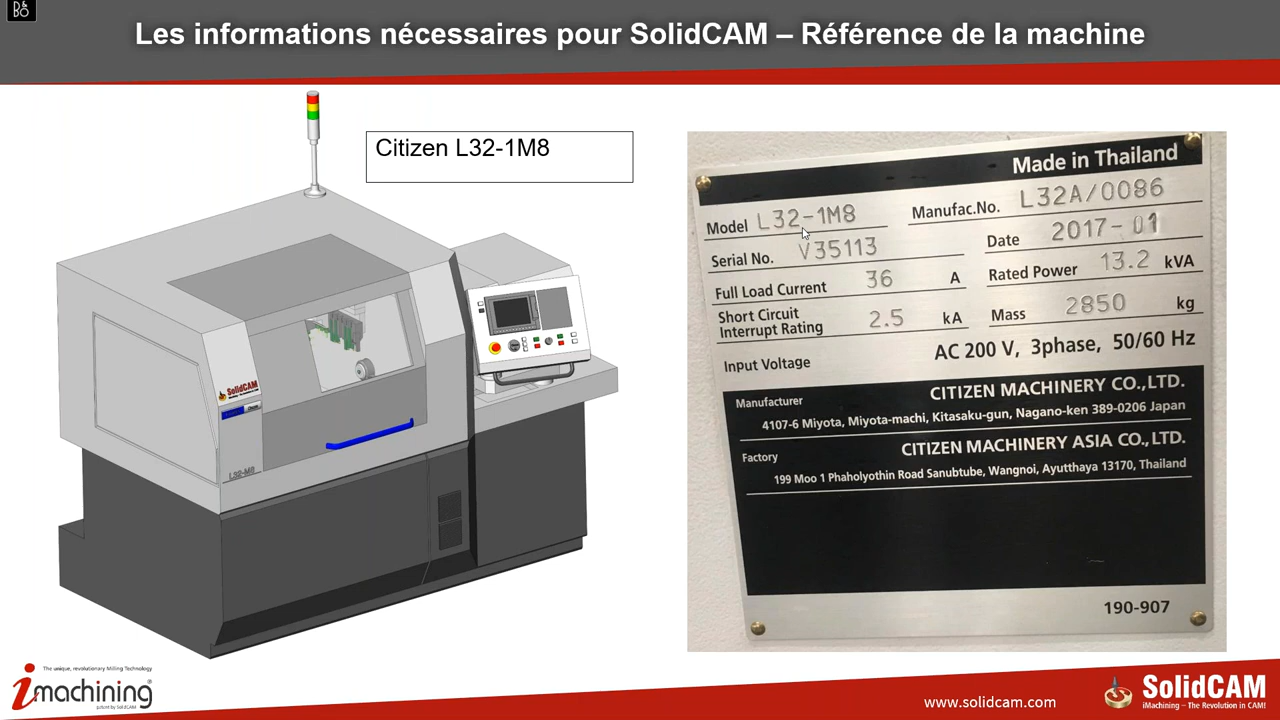 B&BO
Les informations nécessaires pour SolidCAM – Référence de la machine
Citizen L32-1M8
SolidCAM
L32-M8
Made in Thailand
Model L32-1M8
Manufac.No. L32A/0086
Serial No. V35113
Date 2017-01
Full Load Current 36 A
Rated Power 13.2 kVA
Short Circuit
Interrupt Rating 2.5 kA
Mass 2850 kg
Input Voltage AC 200 V, 3phase, 50/60 Hz
Manufacturer CITIZEN MACHINERY CO.,LTD.
4107-6 Miyota, Miyota-machi, Kitasaku-gun, Nagano-ken 389-0206 Japan
Factory CITIZEN MACHINERY ASIA CO.,LTD.
199 Moo 1 Phaholyothin Road Sanubtube, Wangnoi, Ayutthaya 13170, Thailand
190-907
The unique, revolutionary Milling Technology
imachining®
patent by SolidCAM
www.solidcam.com
SolidCAM
iMachining – The Revolution in CAM!